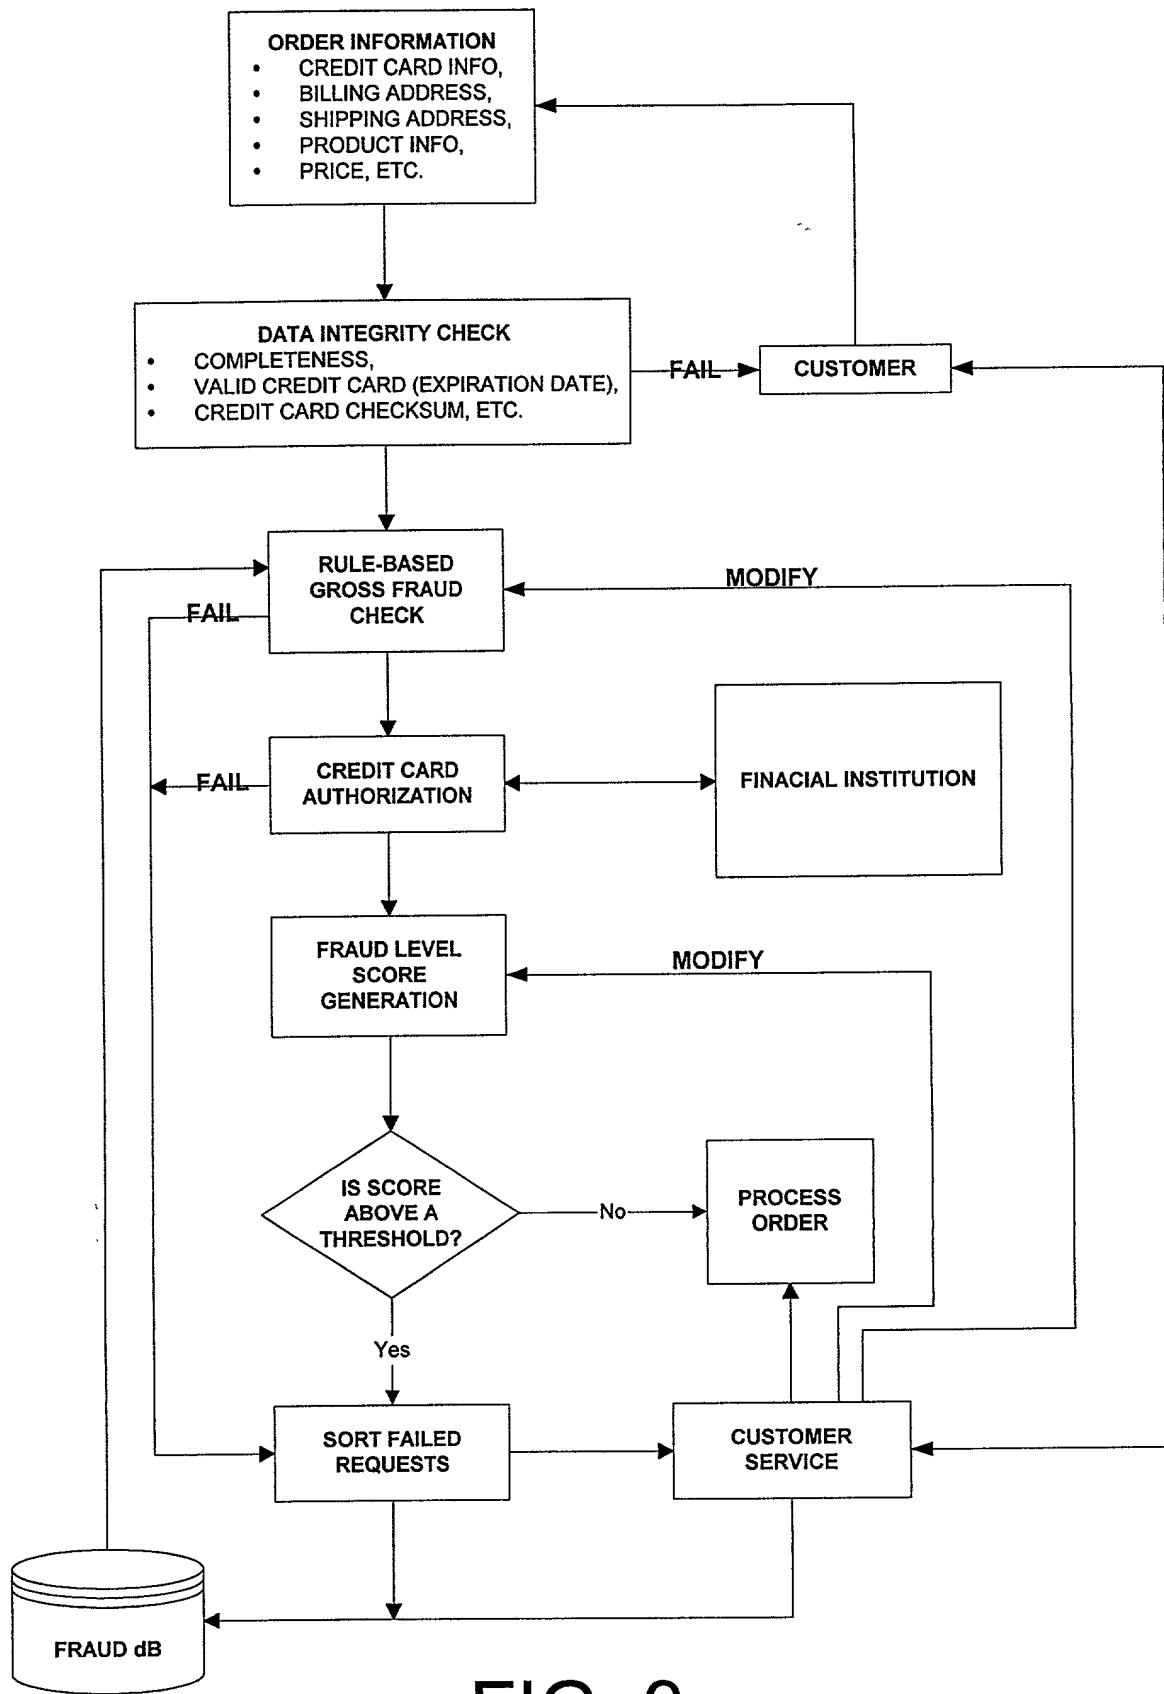 ORDER INFORMATION
• CREDIT CARD INFO,
• BILLING ADDRESS,
• SHIPPING ADDRESS,
• PRODUCT INFO,
• PRICE, ETC.
DATA INTEGRITY CHECK
• COMPLETENESS,
• VALID CREDIT CARD (EXPIRATION DATE),
• CREDIT CARD CHECKSUM, ETC.
FAIL
CUSTOMER
RULE-BASED
GROSS FRAUD
CHECK
MODIFY
FAIL
CREDIT CARD
AUTHORIZATION
FAIL
FINACIAL INSTITUTION
FRAUD LEVEL
SCORE
GENERATION
MODIFY
IS SCORE
ABOVE A
THRESHOLD?
No
PROCESS
ORDER
Yes
SORT FAILED
REQUESTS
CUSTOMER
SERVICE
FRAUD dB
FIG.